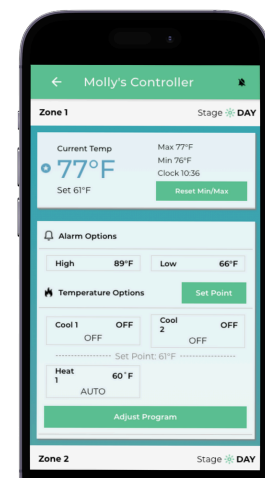 Molly's Controller
Zone 1 Stage DAY
Current Temp
77°F
Set 61°F
Max 77°F
Min 76°F
Clock 10:36
Reset Min/Max
Alarm Options
High 89°F Low 66°F
Temperature Options Set Point
Cool 1 OFF
OFF
Cool 2 OFF
OFF
Set Point: 61°F
Heat 1 60°F
AUTO
Adjust Program
Zone 2 Stage DAY